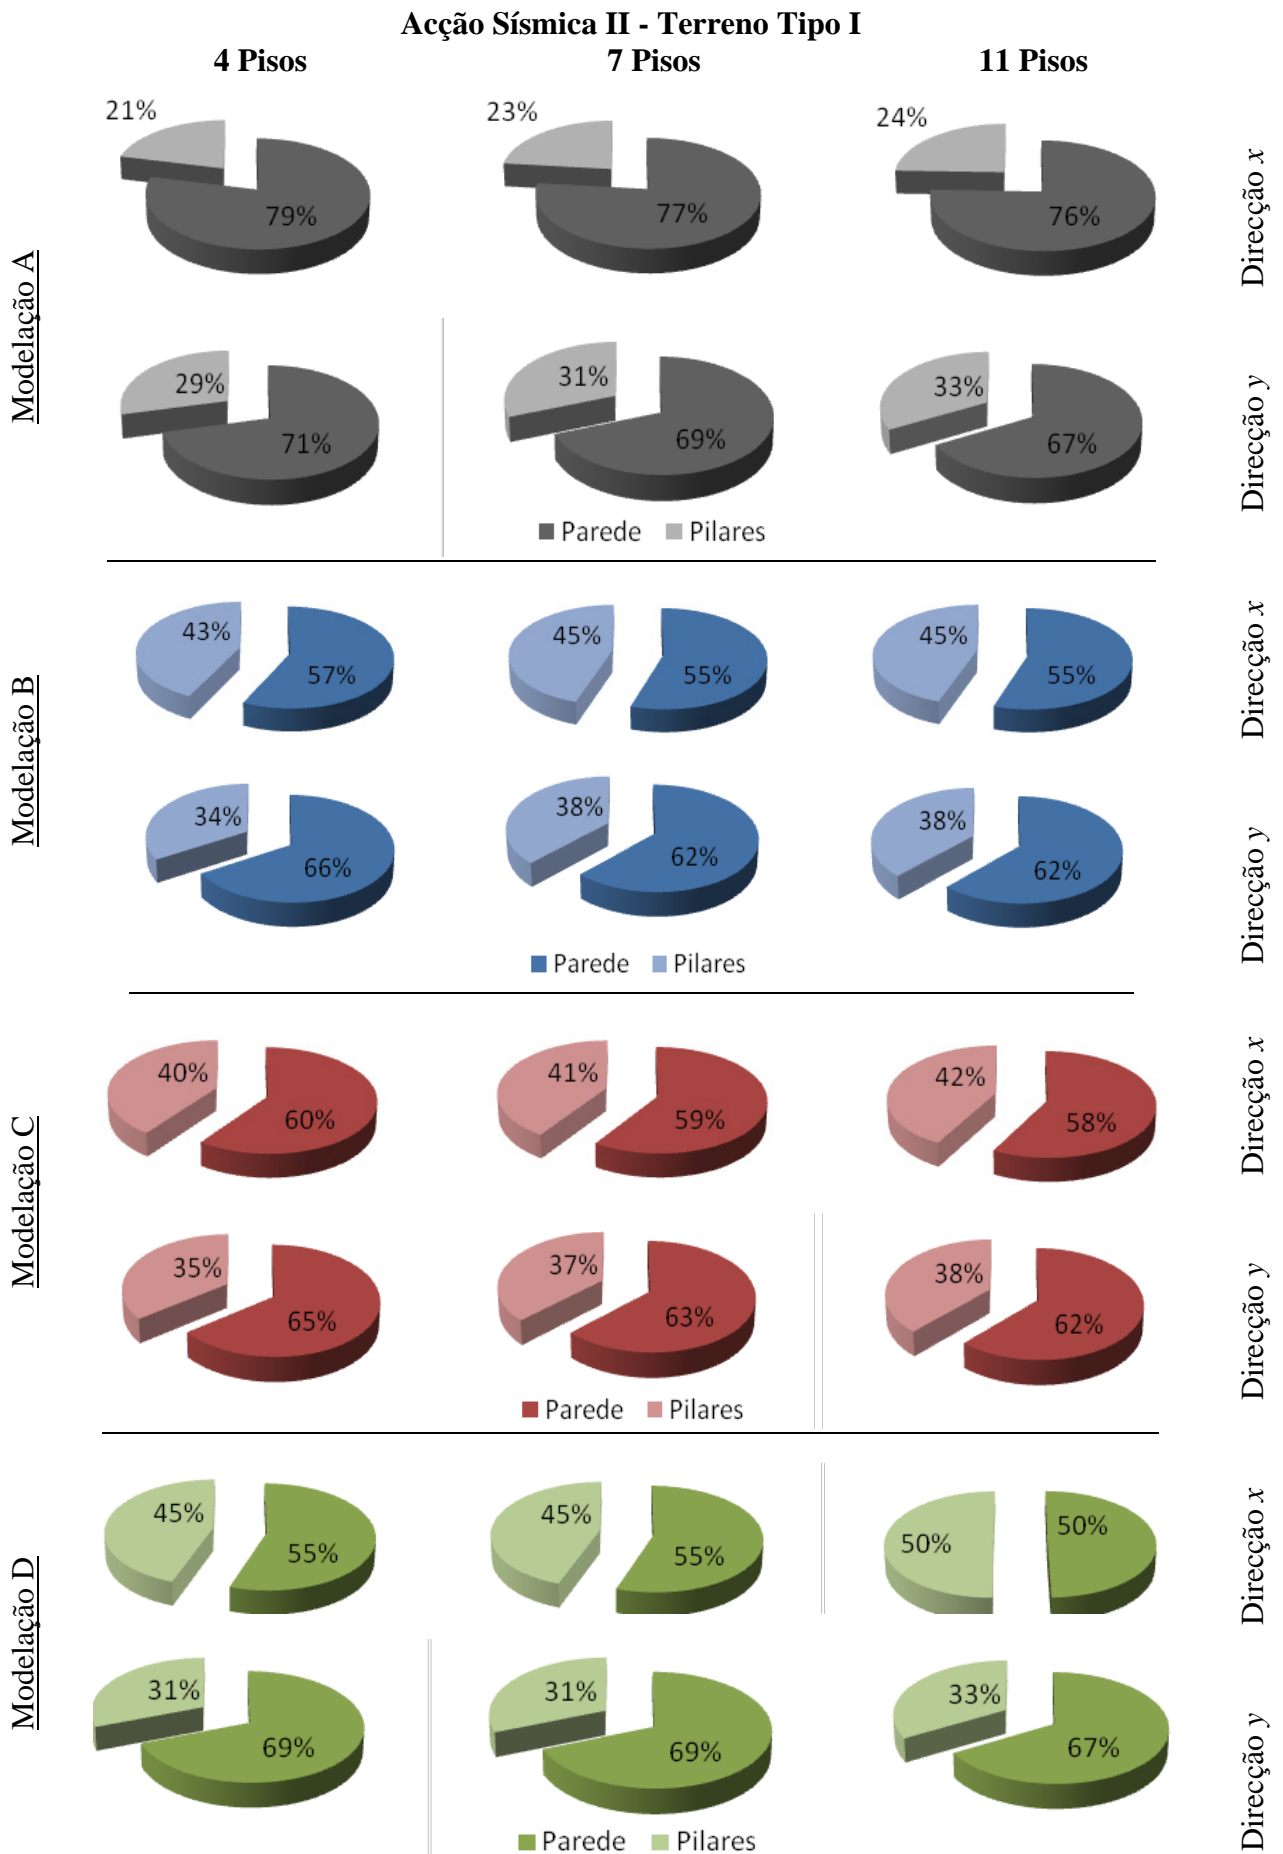 Acção Sísmica II - Terreno Tipo I
4 Pisos 7 Pisos 11 Pisos
Modelação A
21% 79% 23% 77% 24% 76%
Direcção x
29% 71% 31% 69% 33% 67%
Direcção y
Parede Pilares
Modelação B
43% 57% 45% 55% 45% 55%
Direcção x
34% 66% 38% 62% 38% 62%
Direcção y
Parede Pilares
Modelação C
40% 60% 41% 59% 42% 58%
Direcção x
35% 65% 37% 63% 38% 62%
Direcção y
Parede Pilares
Modelação D
45% 55% 45% 55% 50% 50%
Direcção x
31% 69% 31% 69% 33% 67%
Direcção y
Parede Pilares